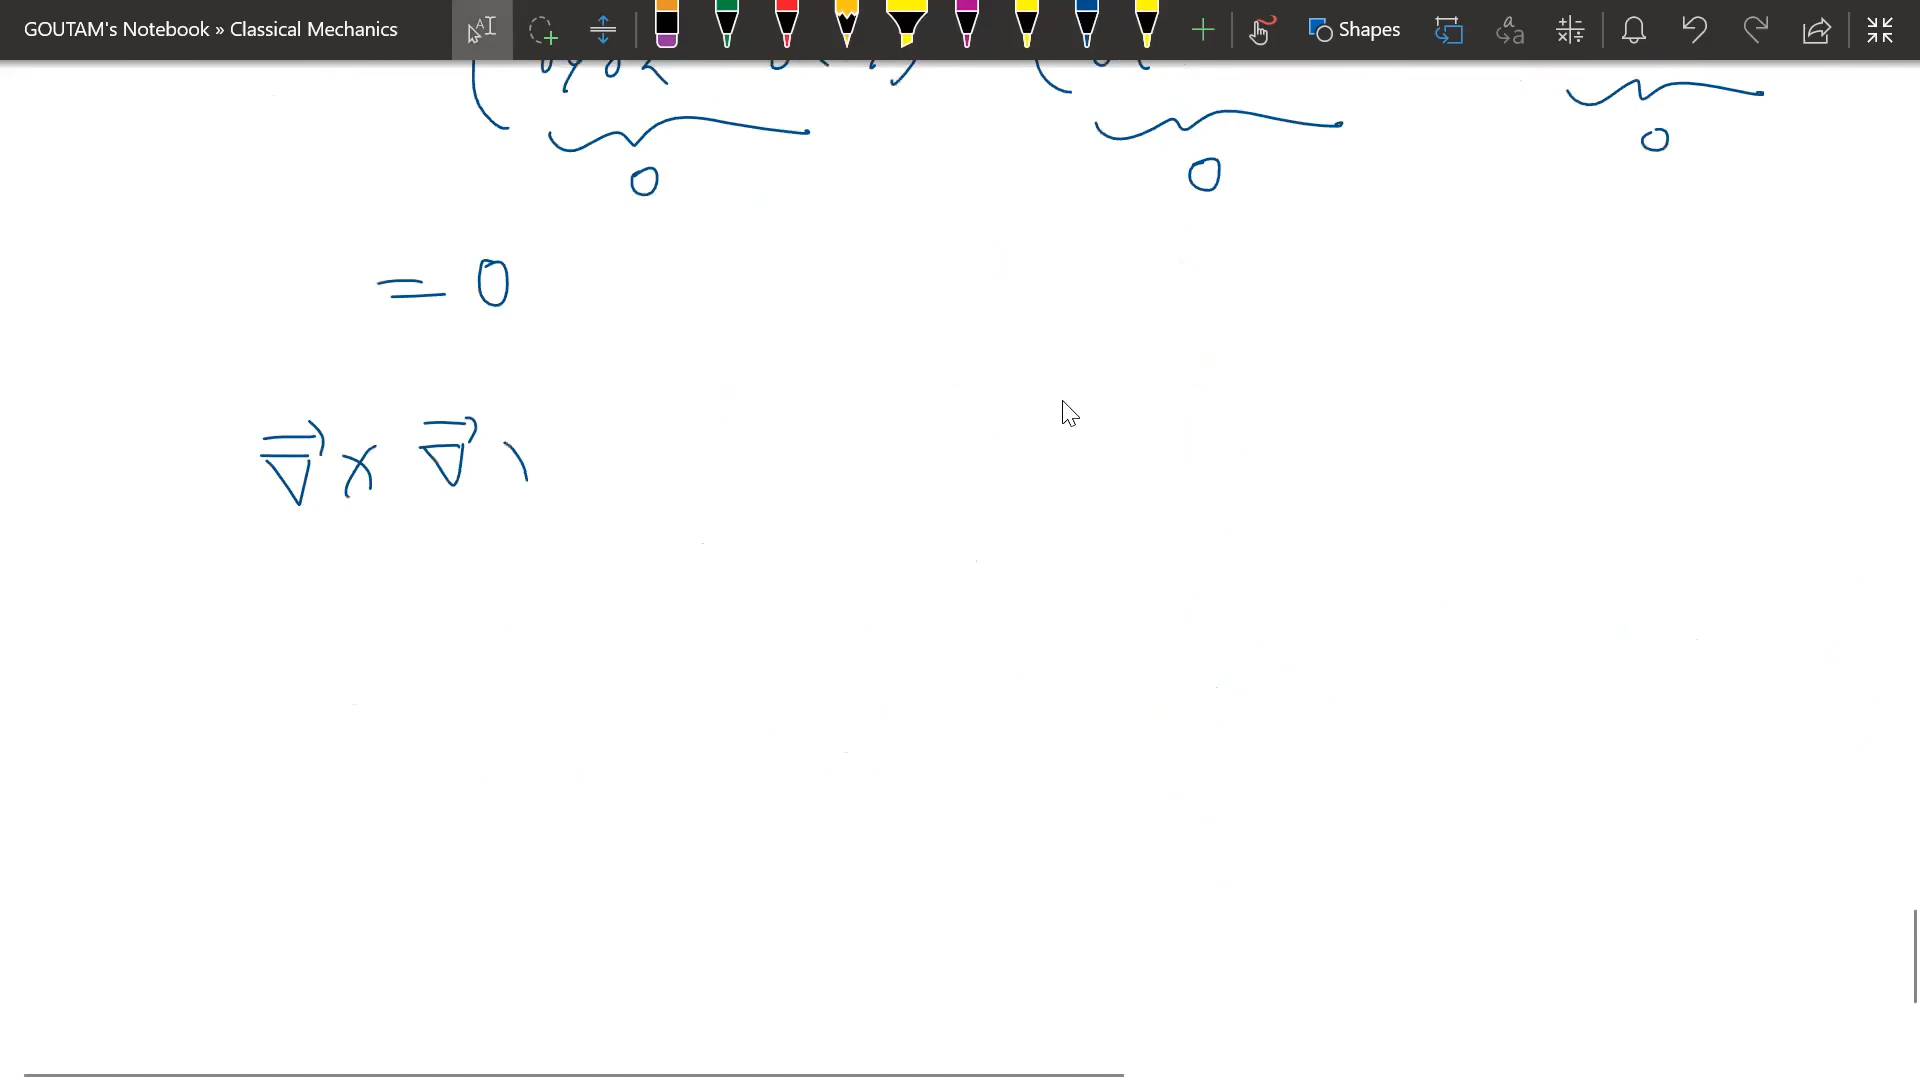 GOUTAM's Notebook » Classical Mechanics
Shapes
0 0 0
= 0
∇⃗ × ∇⃗ \